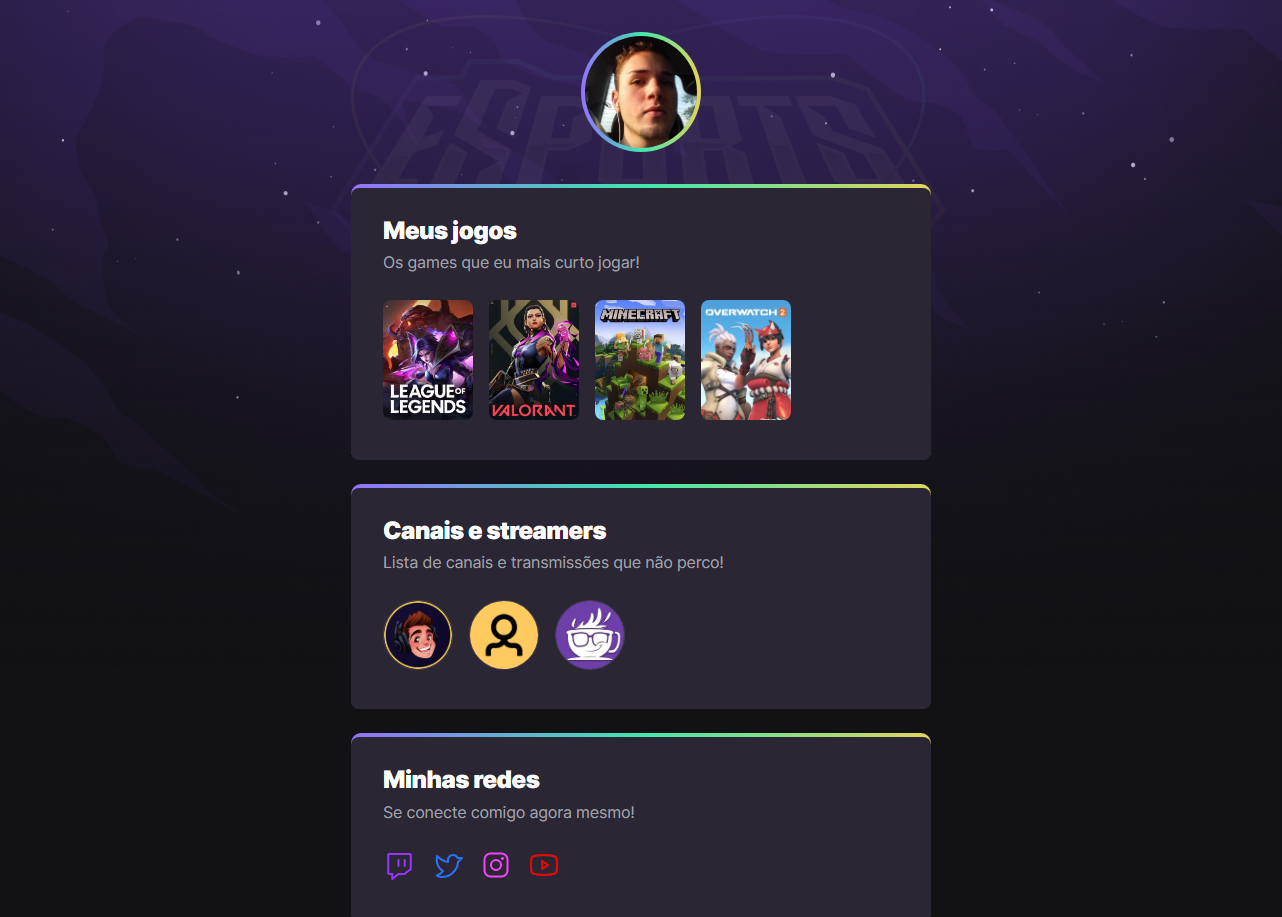 ESPORTS
Meus jogos
Os games que eu mais curto jogar!
LEAGUE OF
LEGENDS
VALORANT
MINECRAFT
OVERWATCH 2
Canais e streamers
Lista de canais e transmissões que não perco!
Minhas redes
Se conecte comigo agora mesmo!